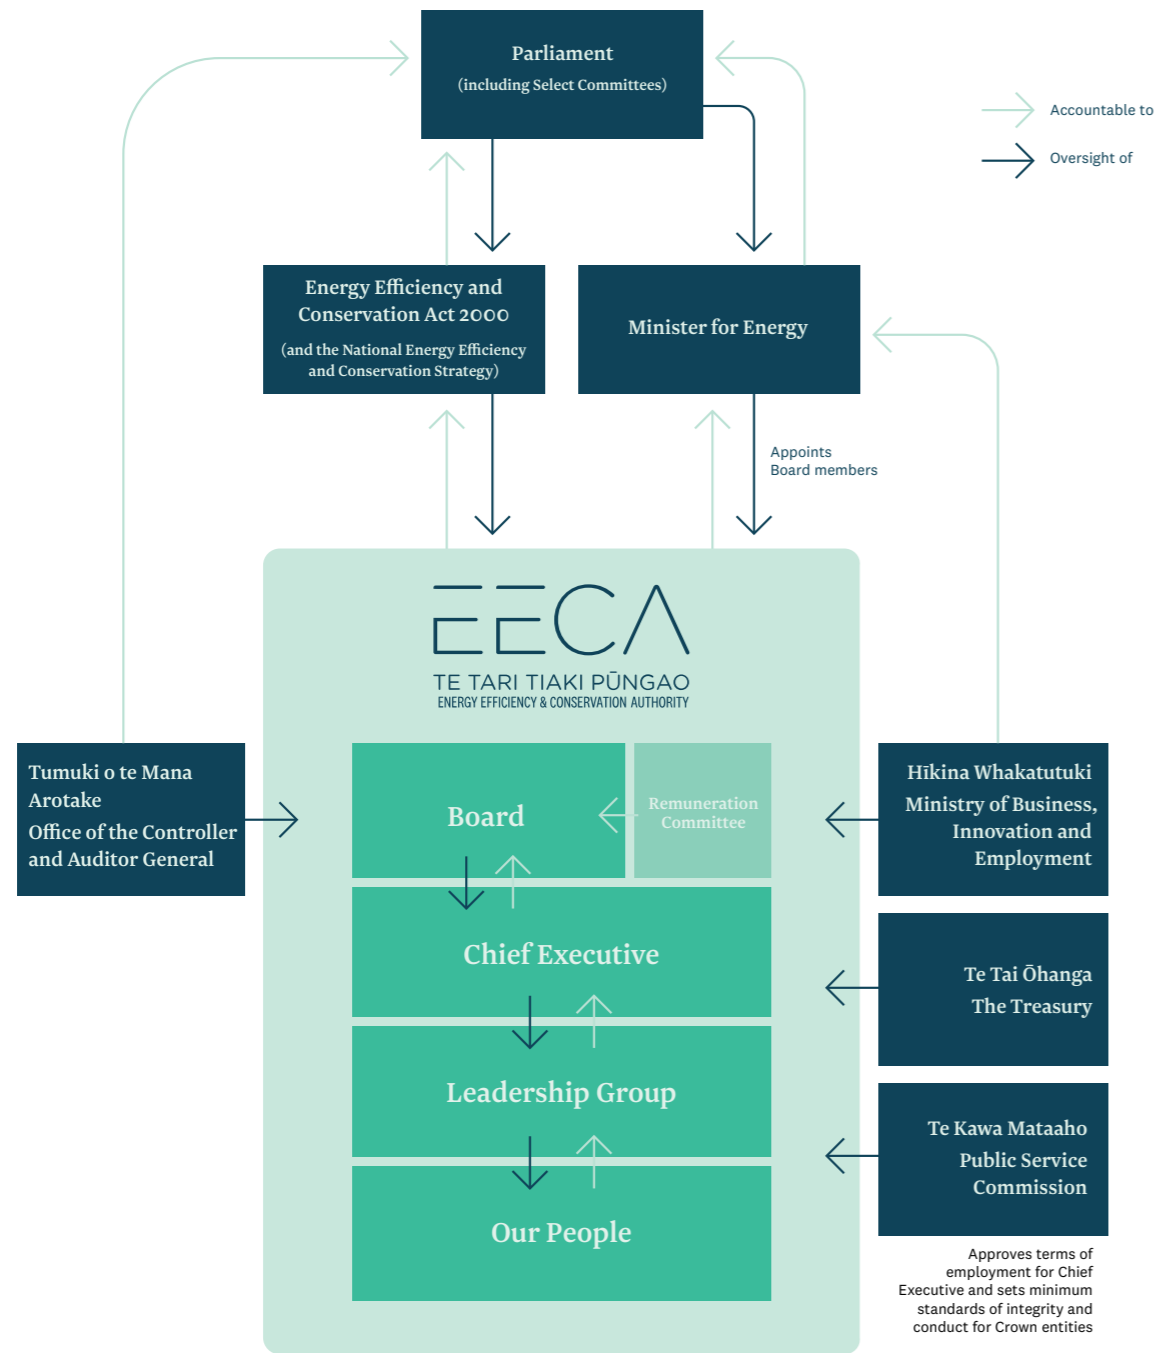 Parliament
(including Select Committees)
Accountable to
Oversight of
Energy Efficiency and
Conservation Act 2000
(and the National Energy Efficiency
and Conservation Strategy)
Minister for Energy
Appoints
Board members
EECA
TE TARI TIAKI PŪNGAO
ENERGY EFFICIENCY & CONSERVATION AUTHORITY
Tumuki o te Mana
Arotake
Office of the Controller
and Auditor General
Board
Remuneration
Committee
Chief Executive
Leadership Group
Our People
Hīkina Whakatutuki
Ministry of Business,
Innovation and
Employment
Te Tai Ōhanga
The Treasury
Te Kawa Mataaho
Public Service
Commission
Approves terms of
employment for Chief
Executive and sets minimum
standards of integrity and
conduct for Crown entities